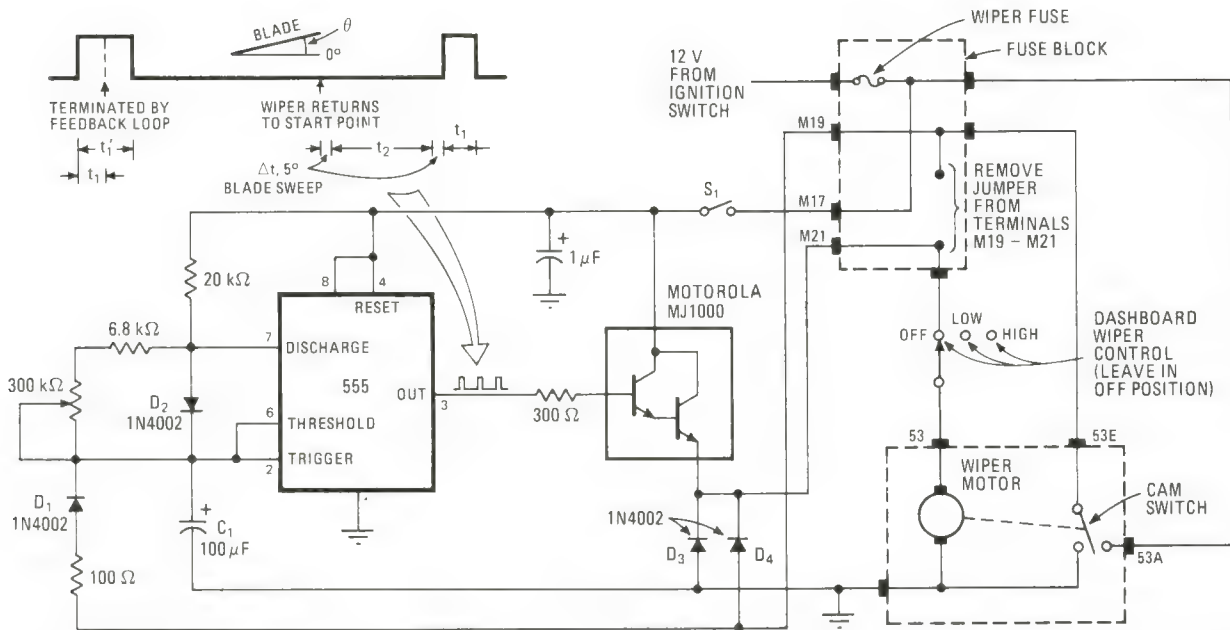 BLADE
θ
0°
TERMINATED BY
FEEDBACK LOOP
t₁'
t₁
WIPER RETURNS
TO START POINT
t₂
t₁
Δt, 5°
BLADE SWEEP
12 V
FROM
IGNITION
SWITCH
WIPER FUSE
FUSE BLOCK
M19
S₁
M17
M21
REMOVE
JUMPER
FROM
TERMINALS
M19 – M21
20 kΩ
6.8 kΩ
300 kΩ
D₂
1N4002
D₁
1N4002
100 Ω
+
C₁
100 μF
8
4
RESET
7
DISCHARGE
555
OUT
3
6
THRESHOLD
2
TRIGGER
+
1 μF
300 Ω
MOTOROLA
MJ1000
1N4002
D₃
D₄
OFF
LOW
HIGH
DASHBOARD
WIPER
CONTROL
(LEAVE IN
OFF POSITION)
53
53E
WIPER
MOTOR
CAM
SWITCH
53A